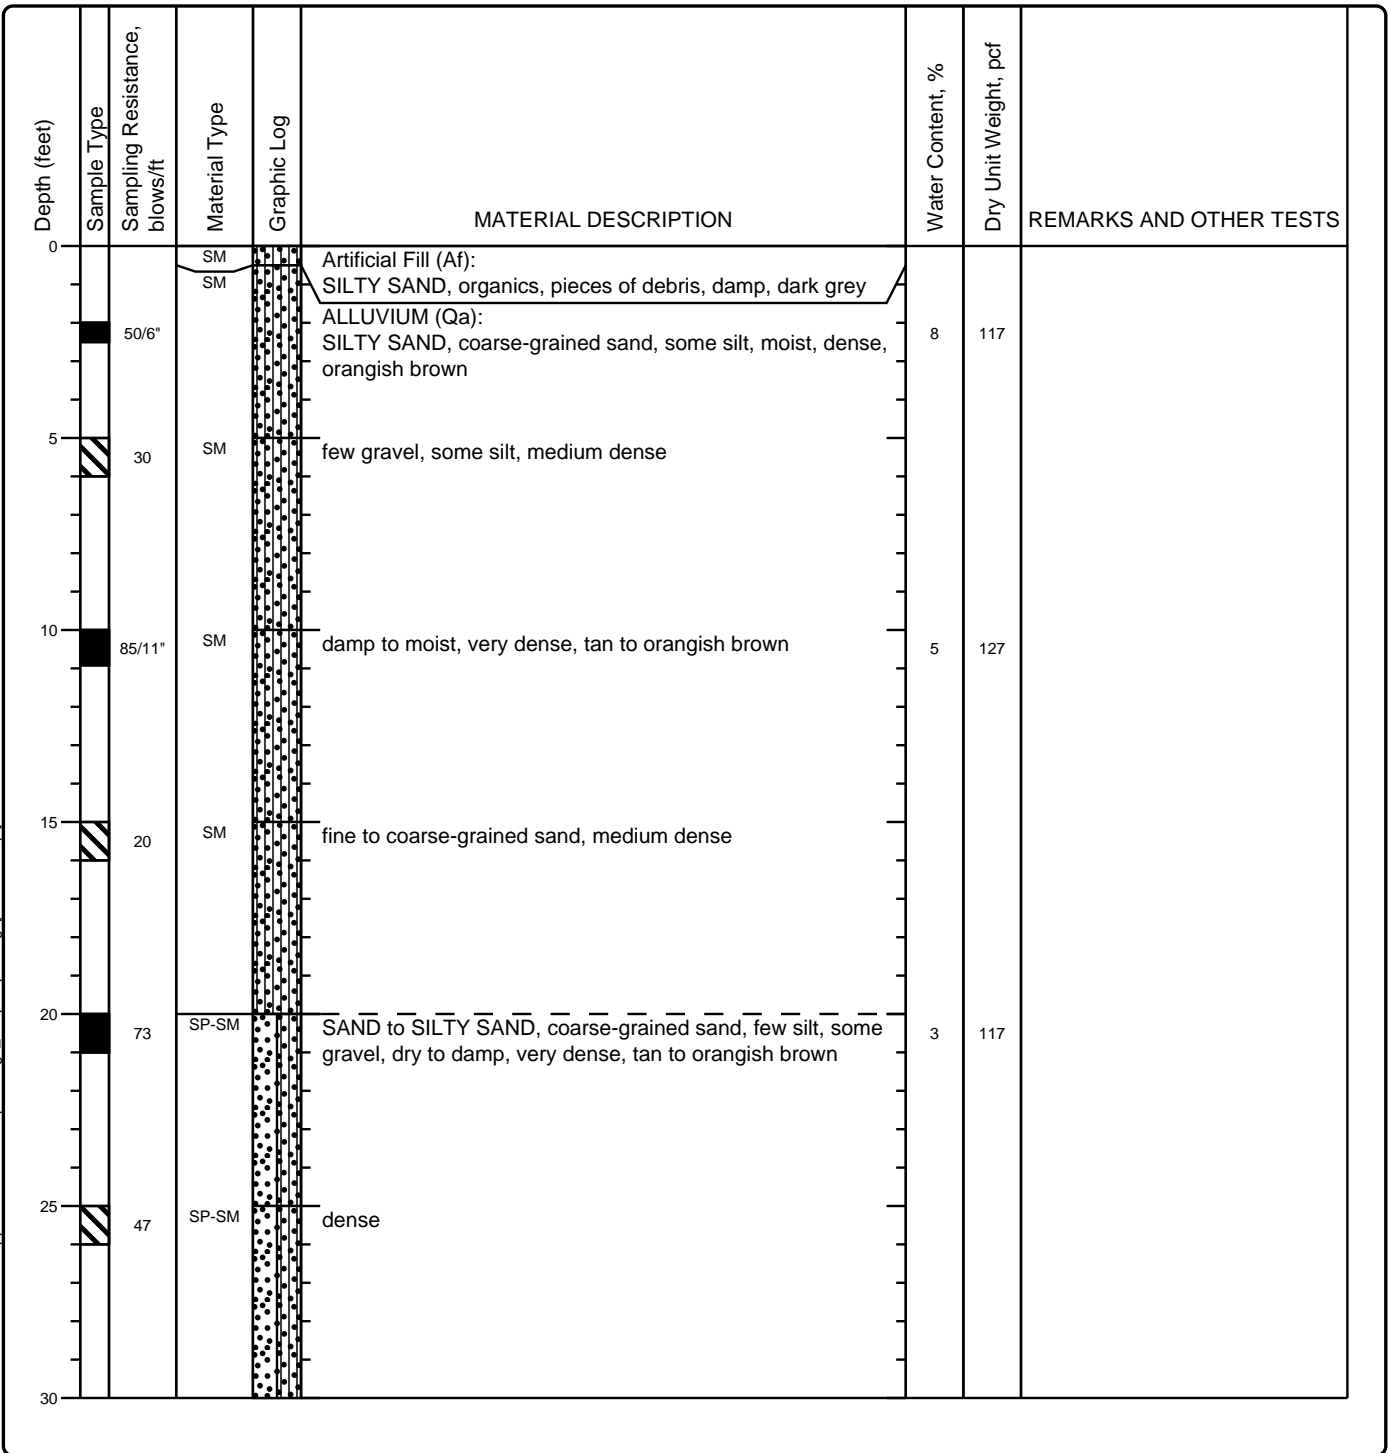 Depth (feet)
Sample Type
Sampling Resistance,
blows/ft
Material Type
Graphic Log
MATERIAL DESCRIPTION
Water Content, %
Dry Unit Weight, pcf
REMARKS AND OTHER TESTS
0
SM
Artificial Fill (Af):
SM
SILTY SAND, organics, pieces of debris, damp, dark grey
ALLUVIUM (Qa):
50/6"
SILTY SAND, coarse-grained sand, some silt, moist, dense,
8
117
orangish brown
5
30
SM
few gravel, some silt, medium dense
10
85/11"
SM
damp to moist, very dense, tan to orangish brown
5
127
15
20
SM
fine to coarse-grained sand, medium dense
20
73
SP-SM
SAND to SILTY SAND, coarse-grained sand, few silt, some
3
117
gravel, dry to damp, very dense, tan to orangish brown
25
47
SP-SM
dense
30